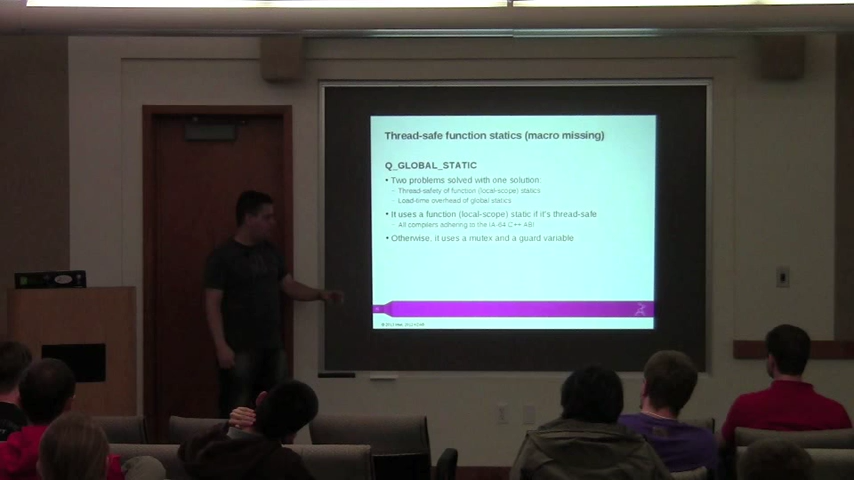 Thread-safe function statics (macro missing)
Q_GLOBAL_STATIC
• Two problems solved with one solution:
– Thread-safety of function (local-scope) statics
– Load-time overhead of global statics
• It uses a function (local-scope) static if it's thread-safe
– All compilers adhering to the IA-64 C++ ABI
• Otherwise, it uses a mutex and a guard variable